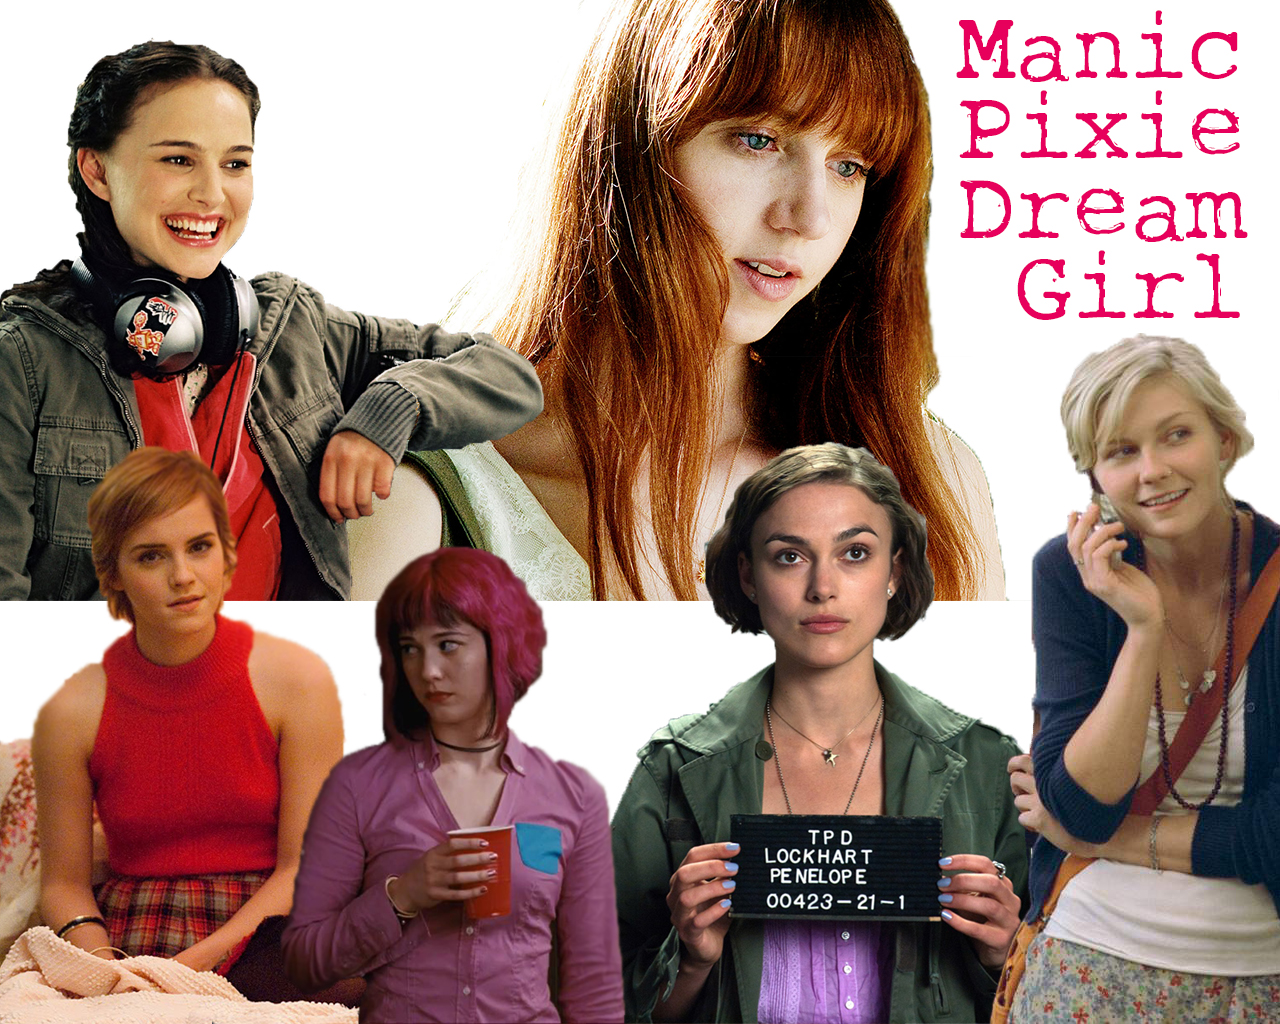 Manic
Pixie
Dream
Girl
TPD
LOCKHART
PENELOPE
00423-21-1